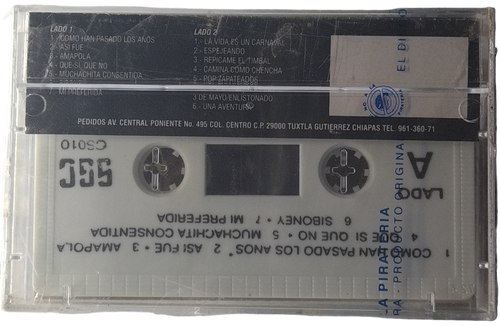 LADO 1
1.- COMO HAN PASADO LOS AÑOS
2.- ASI FUE
3.- AMAPOLA
4.- QUE SI, QUE NO
5.- MUCHACHITA CONSENTIDA
MI PREFERIDA
LADO 2
1.- LA VIDA ES UN CARNAVAL
2.- ESPEJEANDO
3.- REPICAME EL TIMBAL
4.- CAMINA COMO CHENCHA
5.- POP. ZAPATEADOS
3 DE MAYO/ENLISTONADO
6.- UNA AVENTURA
PEDIDOS AV. CENTRAL PONIENTE No. 495 COL. CENTRO C.P. 29000 TUXTLA GUTIERREZ CHIAPAS TEL. 961-360-71
EL DI
A PIRATERIA
RA - PRODUCTO ORIGINA
LADO
A
CS010
1 COMO HAN PASADO LOS AÑOS 2 ASI FUE 3 AMAPOLA
4 QUE SI QUE NO 5 MUCHACHITA CONSENTIDA
6 SIBONEY 7 MI PREFERIDA